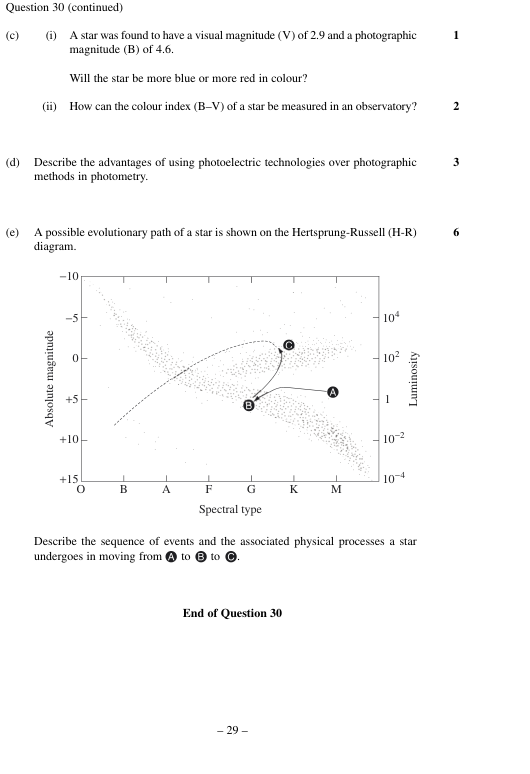 Question 30 (continued)
(c) (i) A star was found to have a visual magnitude (V) of 2.9 and a photographic 1
magnitude (B) of 4.6.
Will the star be more blue or more red in colour?
(ii) How can the colour index (B–V) of a star be measured in an observatory? 2
(d) Describe the advantages of using photoelectric technologies over photographic 3
methods in photometry.
(e) A possible evolutionary path of a star is shown on the Hertsprung-Russell (H-R) 6
diagram.
−10
−5 10⁴
C
0 10²
Absolute magnitude
Luminosity
A
+5 1
B
+10 10⁻²
+15 10⁻⁴
O B A F G K M
Spectral type
Describe the sequence of events and the associated physical processes a star
undergoes in moving from A to B to C.
End of Question 30
– 29 –